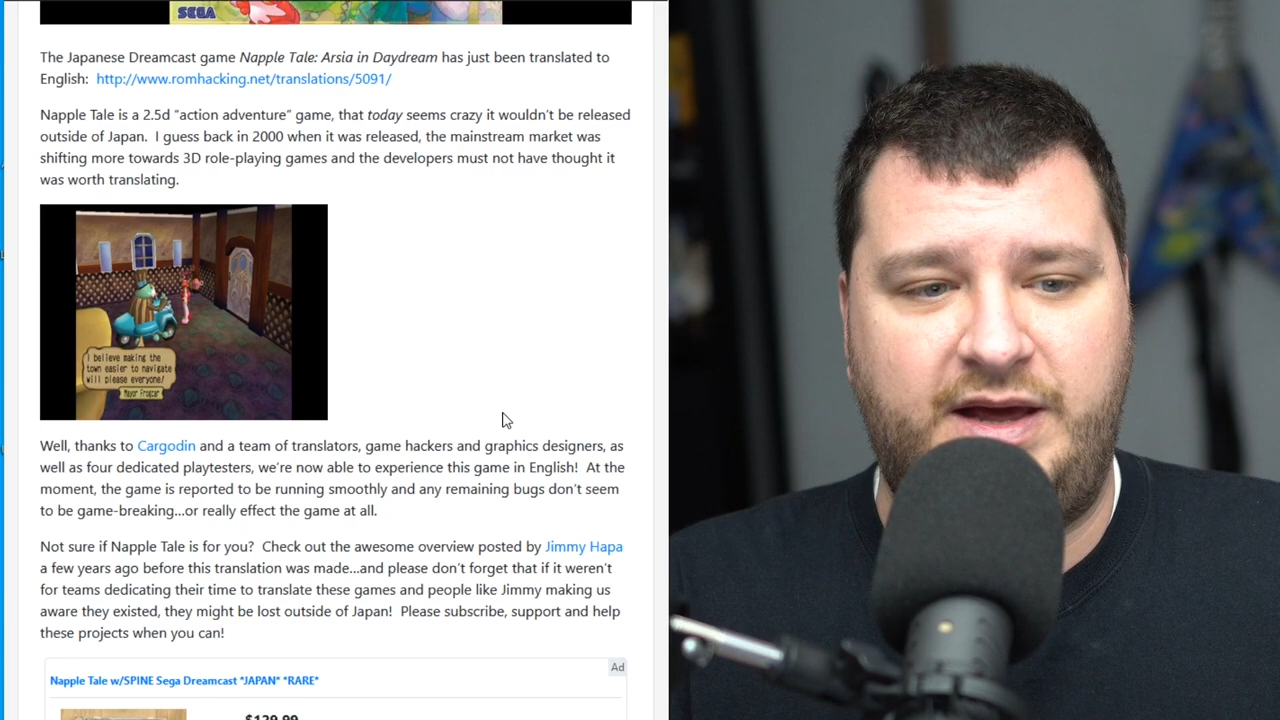 SEGA
The Japanese Dreamcast game Napple Tale: Arsia in Daydream has just been translated to
English:  http://www.romhacking.net/translations/5091/
Napple Tale is a 2.5d “action adventure” game, that today seems crazy it wouldn’t be released
outside of Japan.  I guess back in 2000 when it was released, the mainstream market was
shifting more towards 3D role-playing games and the developers must not have thought it
was worth translating.
I believe making the
town easier to navigate
will please everyone!
Mayor Frogcar
Well, thanks to Cargodin and a team of translators, game hackers and graphics designers, as
well as four dedicated playtesters, we’re now able to experience this game in English!  At the
moment, the game is reported to be running smoothly and any remaining bugs don’t seem
to be game-breaking…or really effect the game at all.
Not sure if Napple Tale is for you?  Check out the awesome overview posted by Jimmy Hapa
a few years ago before this translation was made…and please don’t forget that if it weren’t
for teams dedicating their time to translate these games and people like Jimmy making us
aware they existed, they might be lost outside of Japan!  Please subscribe, support and help
these projects when you can!
Ad
Napple Tale w/SPINE Sega Dreamcast *JAPAN* *RARE*
$129.99